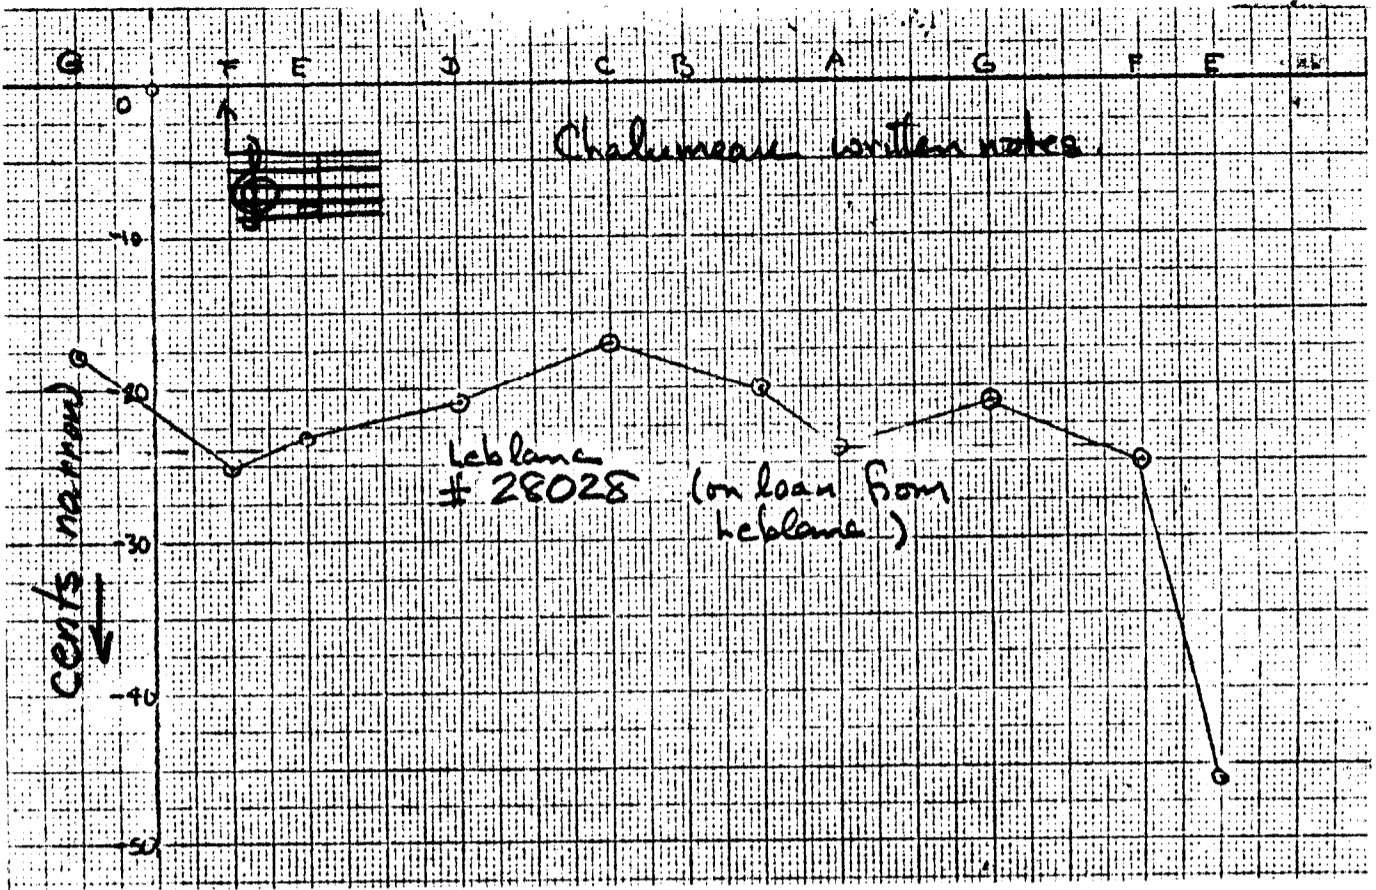 G F E D C B A G F E
0
Chalumeau written notes.
-10
-20
Leblanc
# 28028 (on loan from
Leblanc)
-30
cents narrow
-40
-50